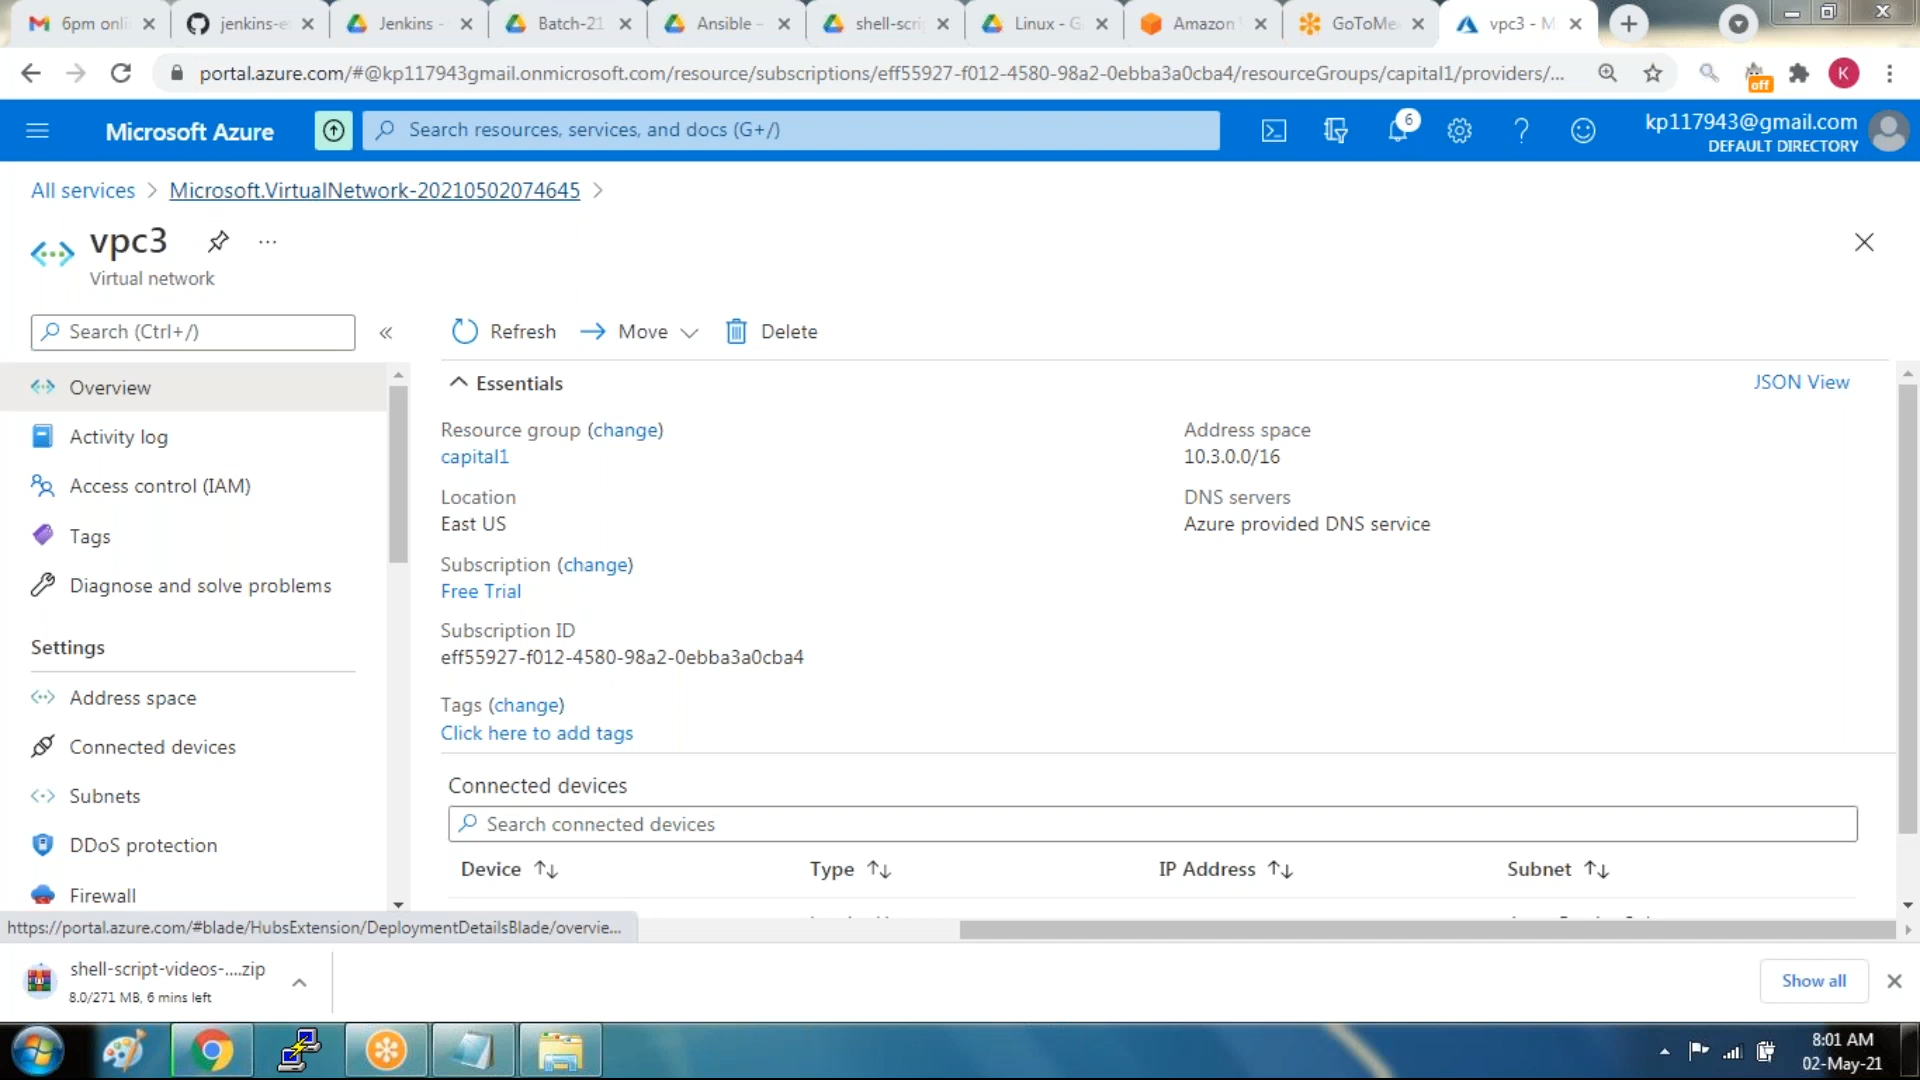 6pm onli
jenkins-e
Jenkins -
Batch-21
Ansible -
shell-scri
Linux - G
Amazon
GoToMe
vpc3 - M
portal.azure.com/#@kp117943gmail.onmicrosoft.com/resource/subscriptions/eff55927-f012-4580-98a2-0ebba3a0cba4/resourceGroups/capital1/providers/...
off
K
Microsoft Azure
Search resources, services, and docs (G+/)
6
kp117943@gmail.com
DEFAULT DIRECTORY
All services > Microsoft.VirtualNetwork-20210502074645 >
vpc3
...
Virtual network
Search (Ctrl+/)
«
Refresh
Move
Delete
Overview
Activity log
Access control (IAM)
Tags
Diagnose and solve problems
Settings
Address space
Connected devices
Subnets
DDoS protection
Firewall
Essentials
JSON View
Resource group (change)
capital1
Location
East US
Subscription (change)
Free Trial
Subscription ID
eff55927-f012-4580-98a2-0ebba3a0cba4
Tags (change)
Click here to add tags
Address space
10.3.0.0/16
DNS servers
Azure provided DNS service
Connected devices
Search connected devices
Device
Type
IP Address
Subnet
https://portal.azure.com/#blade/HubsExtension/DeploymentDetailsBlade/overvie...
shell-script-videos-....zip
8.0/271 MB, 6 mins left
Show all
8:01 AM
02-May-21